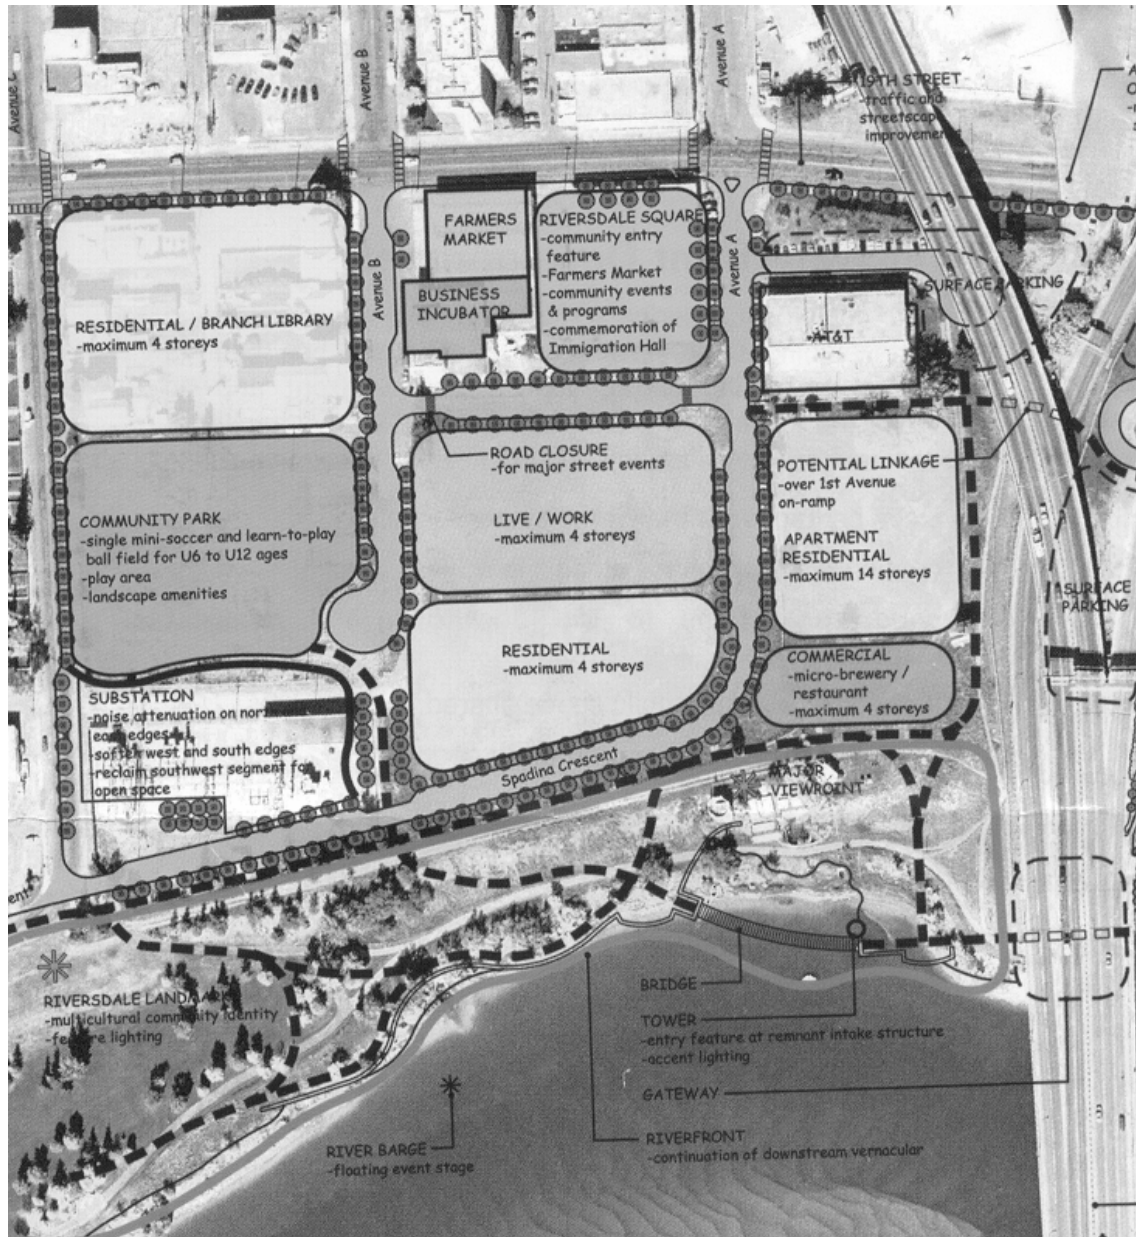 Avenue B
Avenue A
19TH STREET
-traffic and
streetscape
improvement
FARMERS
MARKET
RIVERSDALE SQUARE
-community entry
feature
-Farmers Market
-community events
& programs
-commemoration of
Immigration Hall
Avenue B
Avenue A
BUSINESS
INCUBATOR
SURFACE PARKING
RESIDENTIAL / BRANCH LIBRARY
-maximum 4 storeys
AT&T
ROAD CLOSURE
-for major street events
POTENTIAL LINKAGE
-over 1st Avenue
on-ramp
COMMUNITY PARK
-single mini-soccer and learn-to-play
ball field for U6 to U12 ages
-play area
-landscape amenities
LIVE / WORK
-maximum 4 storeys
APARTMENT
RESIDENTIAL
-maximum 14 storeys
SURFACE
PARKING
RESIDENTIAL
-maximum 4 storeys
COMMERCIAL
-micro-brewery /
restaurant
-maximum 4 storeys
SUBSTATION
-noise attenuation on
-soften west and south edges
-reclaim southwest segment for
open space
Spadina Crescent
MAJOR
VIEWPOINT
RIVERSDALE LANDMARK
-multicultural community identity
-feature lighting
BRIDGE
TOWER
-entry feature at remnant intake structure
-accent lighting
GATEWAY
RIVER BARGE
-floating event stage
RIVERFRONT
-continuation of downstream vernacular